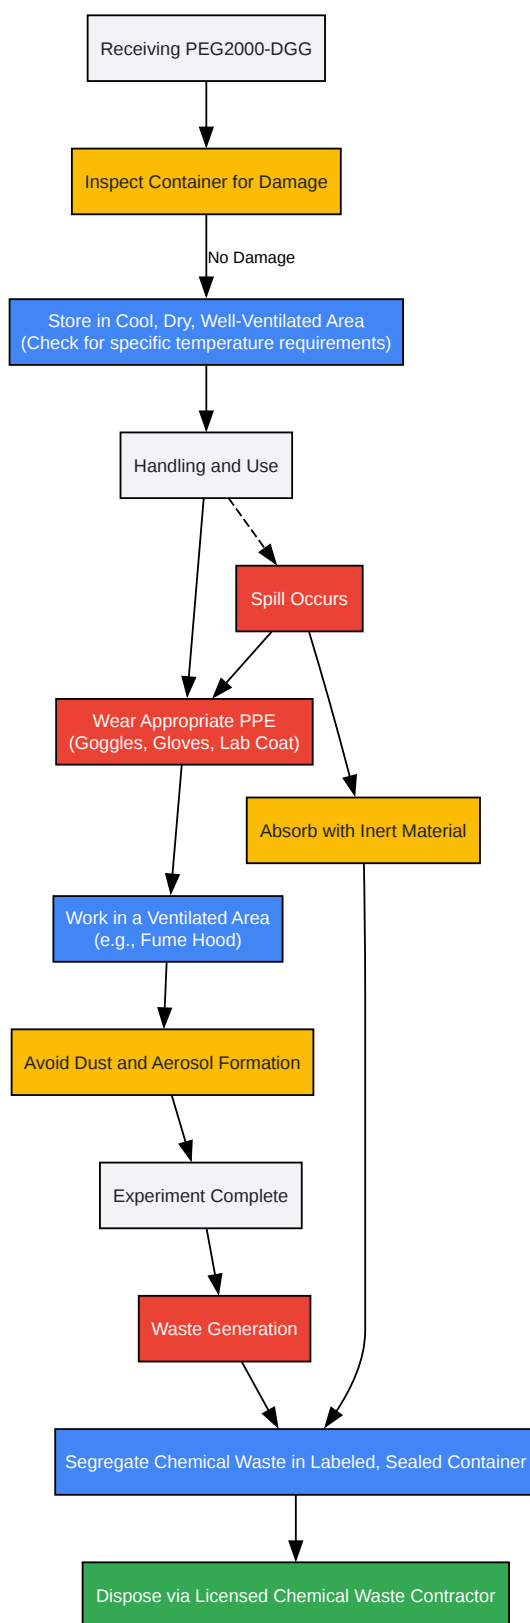 Receiving PEG2000-DGG
Inspect Container for Damage
No Damage
Store in Cool, Dry, Well-Ventilated Area
(Check for specific temperature requirements)
Handling and Use
Spill Occurs
Wear Appropriate PPE
(Goggles, Gloves, Lab Coat)
Absorb with Inert Material
Work in a Ventilated Area
(e.g., Fume Hood)
Avoid Dust and Aerosol Formation
Experiment Complete
Waste Generation
Segregate Chemical Waste in Labeled, Sealed Container
Dispose via Licensed Chemical Waste Contractor